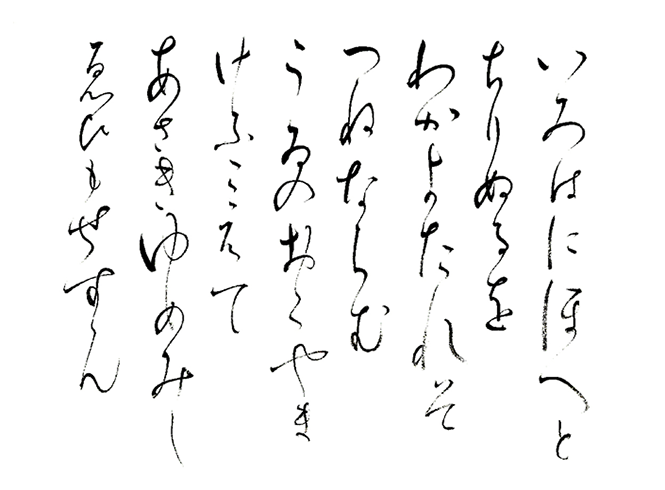 いろはにほへと
ちりぬるを
わかよたれそ
つねならむ
うゐのおくやま
けふこえて
あさきゆめみし
ゑひもせすん